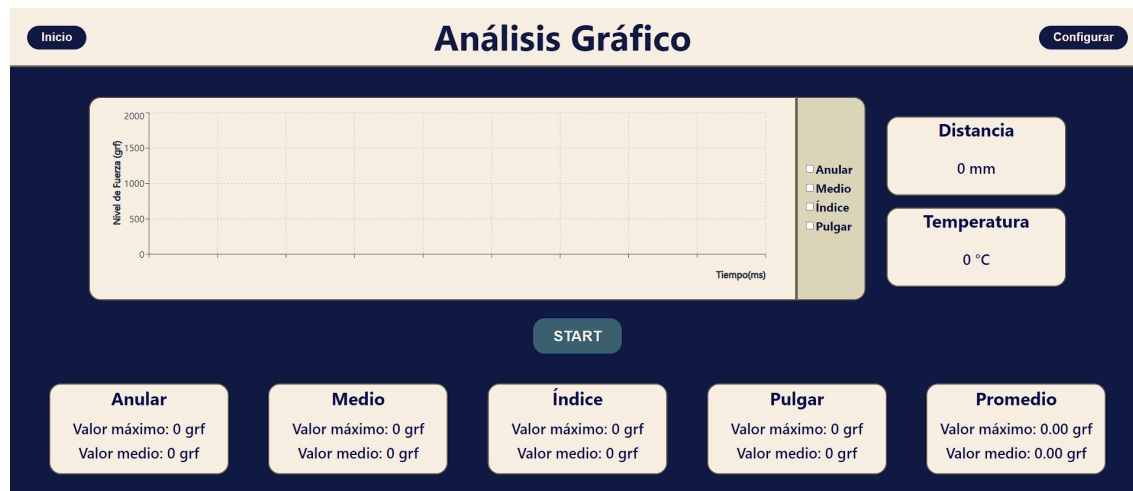 Inicio
Análisis Gráfico
Configurar
Nivel de Fuerza (grf)
2000
1500
1000
500
0
Tiempo(ms)
Anular
Medio
Índice
Pulgar
Distancia
0 mm
Temperatura
0 °C
START
Anular
Valor máximo: 0 grf
Valor medio: 0 grf
Medio
Valor máximo: 0 grf
Valor medio: 0 grf
Índice
Valor máximo: 0 grf
Valor medio: 0 grf
Pulgar
Valor máximo: 0 grf
Valor medio: 0 grf
Promedio
Valor máximo: 0.00 grf
Valor medio: 0.00 grf